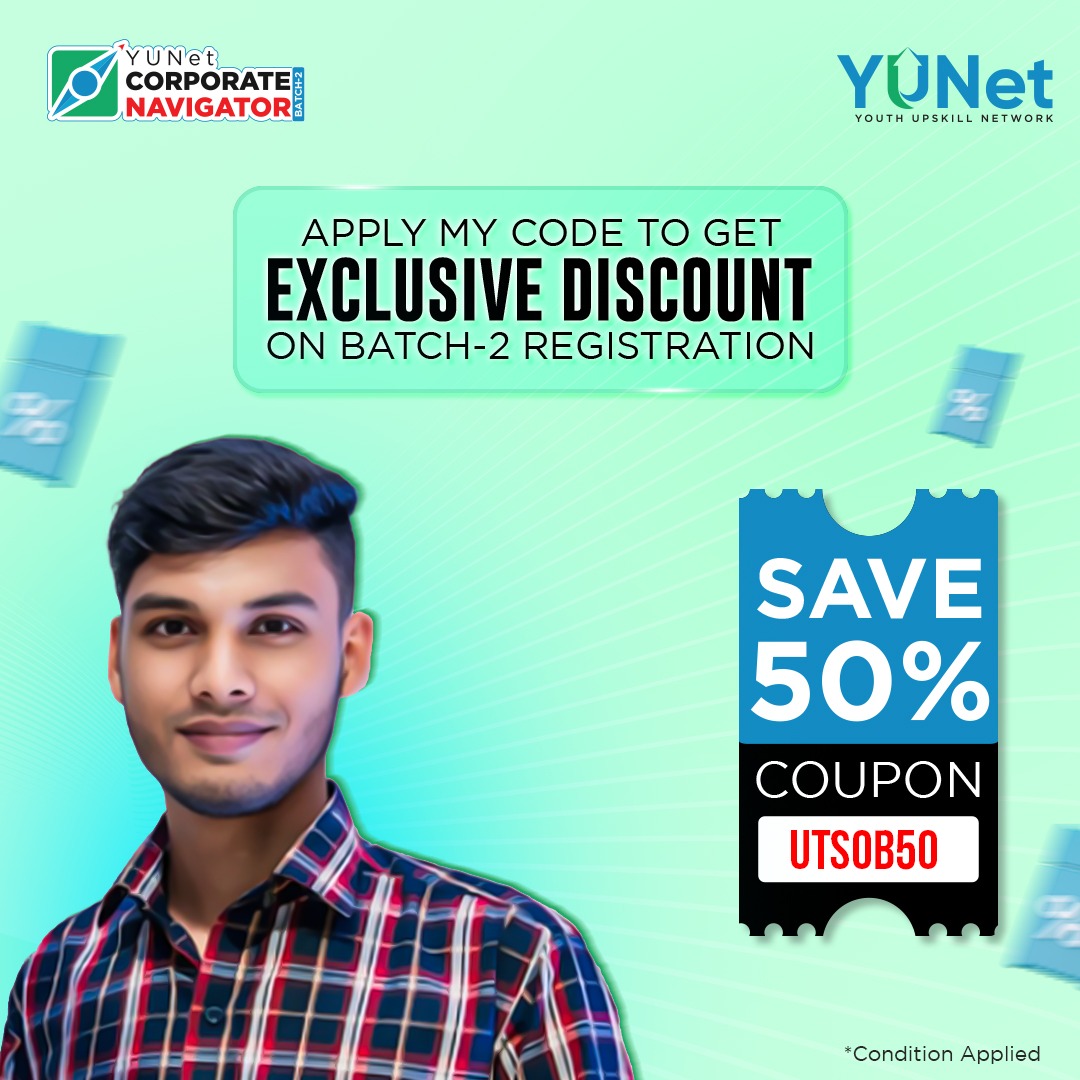 YUNet
CORPORATE
NAVIGATOR
BATCH-2
YUNet
YOUTH UPSKILL NETWORK
APPLY MY CODE TO GET
EXCLUSIVE DISCOUNT
ON BATCH-2 REGISTRATION
%
%
SAVE
50%
COUPON
UTSOB50
%
*Condition Applied